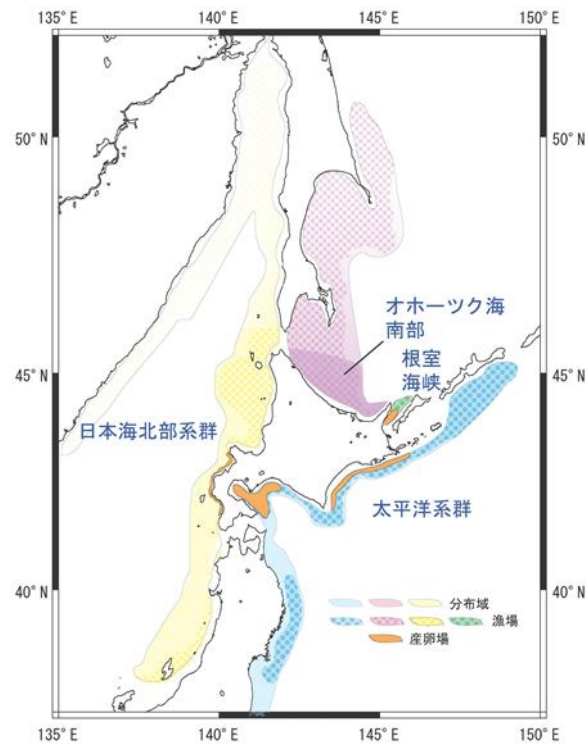 135° E 140° E 145° E 150° E
50° N 50° N
オホーツク海
南部
根室
海峡
45° N 45° N
日本海北部系群
太平洋系群
40° N 40° N
分布域
漁場
産卵場
135° E 140° E 145° E 150° E